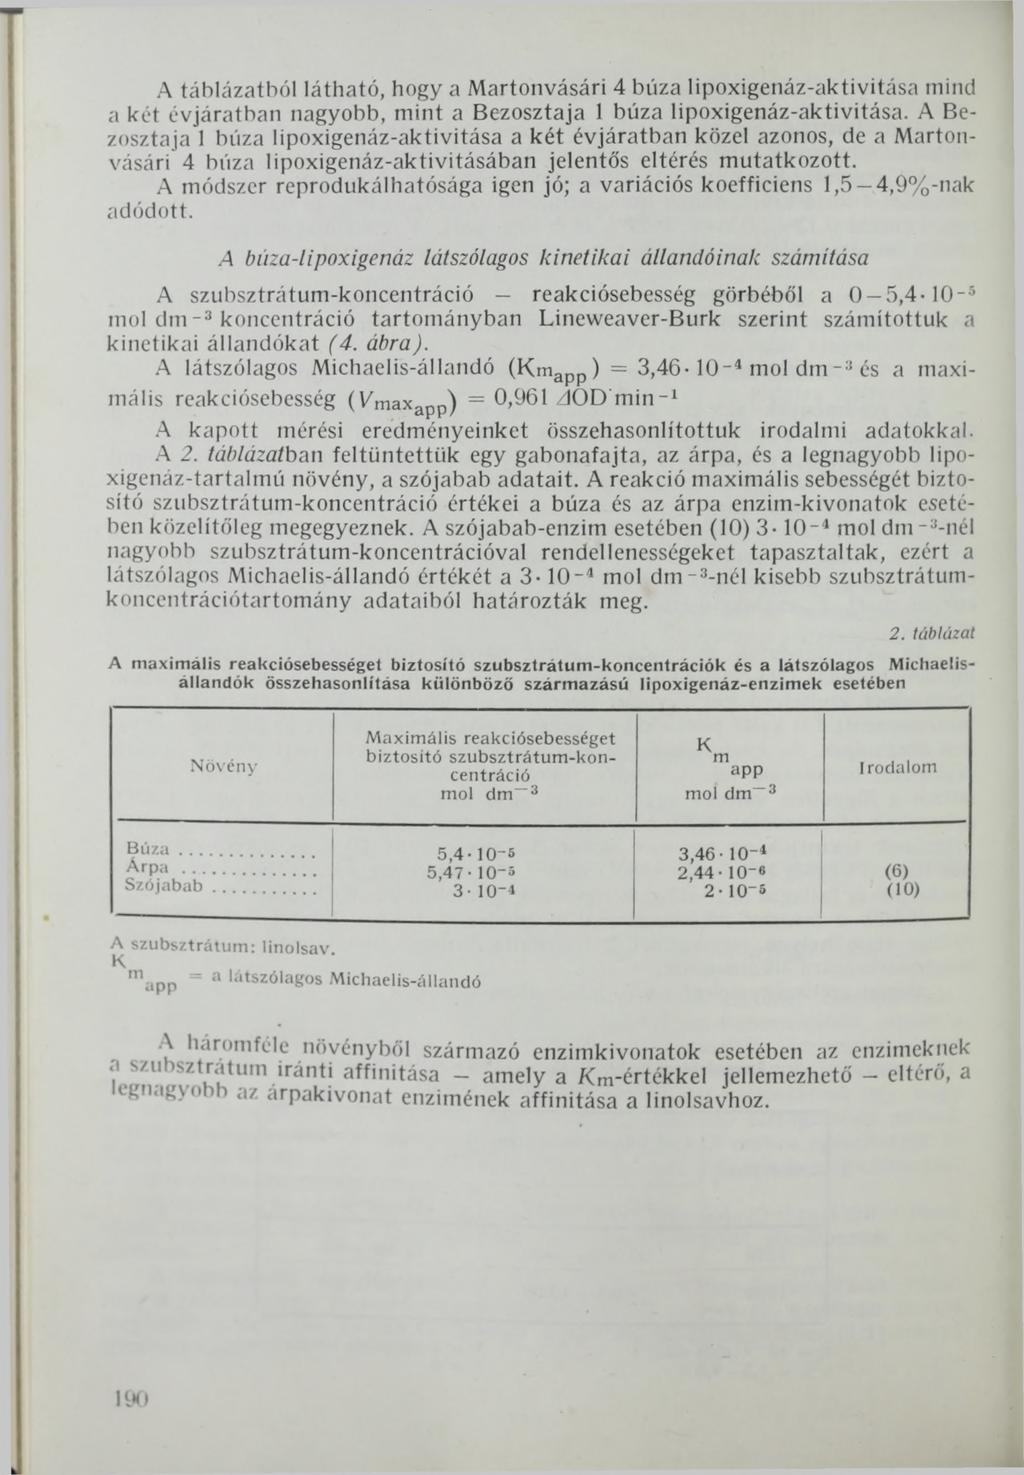 A táblázatból látható, hogy a Martonvásári 4 búza lipoxigenáz-aktivitása mind
a két évjáratban nagyobb, mint a Bezosztaja 1 búza lipoxigenáz-aktivitása. A Be-
zosztaja 1 búza lipoxigenáz-aktivitása a két évjáratban közel azonos, de a Marton-
vásári 4 búza lipoxigenáz-aktivitásában jelentős eltérés mutatkozott.
A módszer reprodukálhatósága igen jó; a variációs koefficiens 1,5—4,9%-nak
adódott.
A búza-lipoxigenáz látszólagos kinetikai állandóinak számítása
A szubsztrátum-koncentráció — reakciósebesség görbéből a 0—5,4·10⁻⁵
mol dm⁻³ koncentráció tartományban Lineweaver-Burk szerint számítottuk a
kinetikai állandókat (4. ábra).
A látszólagos Michaelis-állandó (Kmapp) = 3,46·10⁻⁴ mol dm⁻³ és a maxi-
mális reakciósebesség (Vmaxapp) = 0,961 ΔOD min⁻¹
A kapott mérési eredményeinket összehasonlítottuk irodalmi adatokkal.
A 2. táblázatban feltüntettük egy gabonafajta, az árpa, és a legnagyobb lipo-
xigenáz-tartalmú növény, a szójabab adatait. A reakció maximális sebességét bizto-
sító szubsztrátum-koncentráció értékei a búza és az árpa enzim-kivonatok eseté-
ben közelítőleg megegyeznek. A szójabab-enzim esetében (10) 3·10⁻⁴ mol dm⁻³-nél
nagyobb szubsztrátum-koncentrációval rendellenességeket tapasztaltak, ezért a
látszólagos Michaelis-állandó értékét a 3·10⁻⁴ mol dm⁻³-nél kisebb szubsztrátum-
koncentrációtartomány adataiból határozták meg.
2. táblázat
A maximális reakciósebességet biztosító szubsztrátum-koncentrációk és a látszólagos Michaelis-
állandók összehasonlítása különböző származású lipoxigenáz-enzimek esetében
Növény
Maximális reakciósebességet
biztosító szubsztrátum-kon-
centráció
mol dm⁻³
K
m
app
mol dm⁻³
Irodalom
Búza .............. 5,4·10⁻⁵ 3,46·10⁻⁴
Árpa .............. 5,47·10⁻⁵ 2,44·10⁻⁶ (6)
Szójabab ........... 3·10⁻⁴ 2·10⁻⁵ (10)
A szubsztrátum: linolsav.
K
m
app = a látszólagos Michaelis-állandó
A háromféle növényből származó enzimkivonatok esetében az enzimeknek
a szubsztrátum iránti affinitása — amely a Km-értékkel jellemezhető — eltérő, a
legnagyobb az árpakivonat enzimének affinitása a linolsavhoz.
190